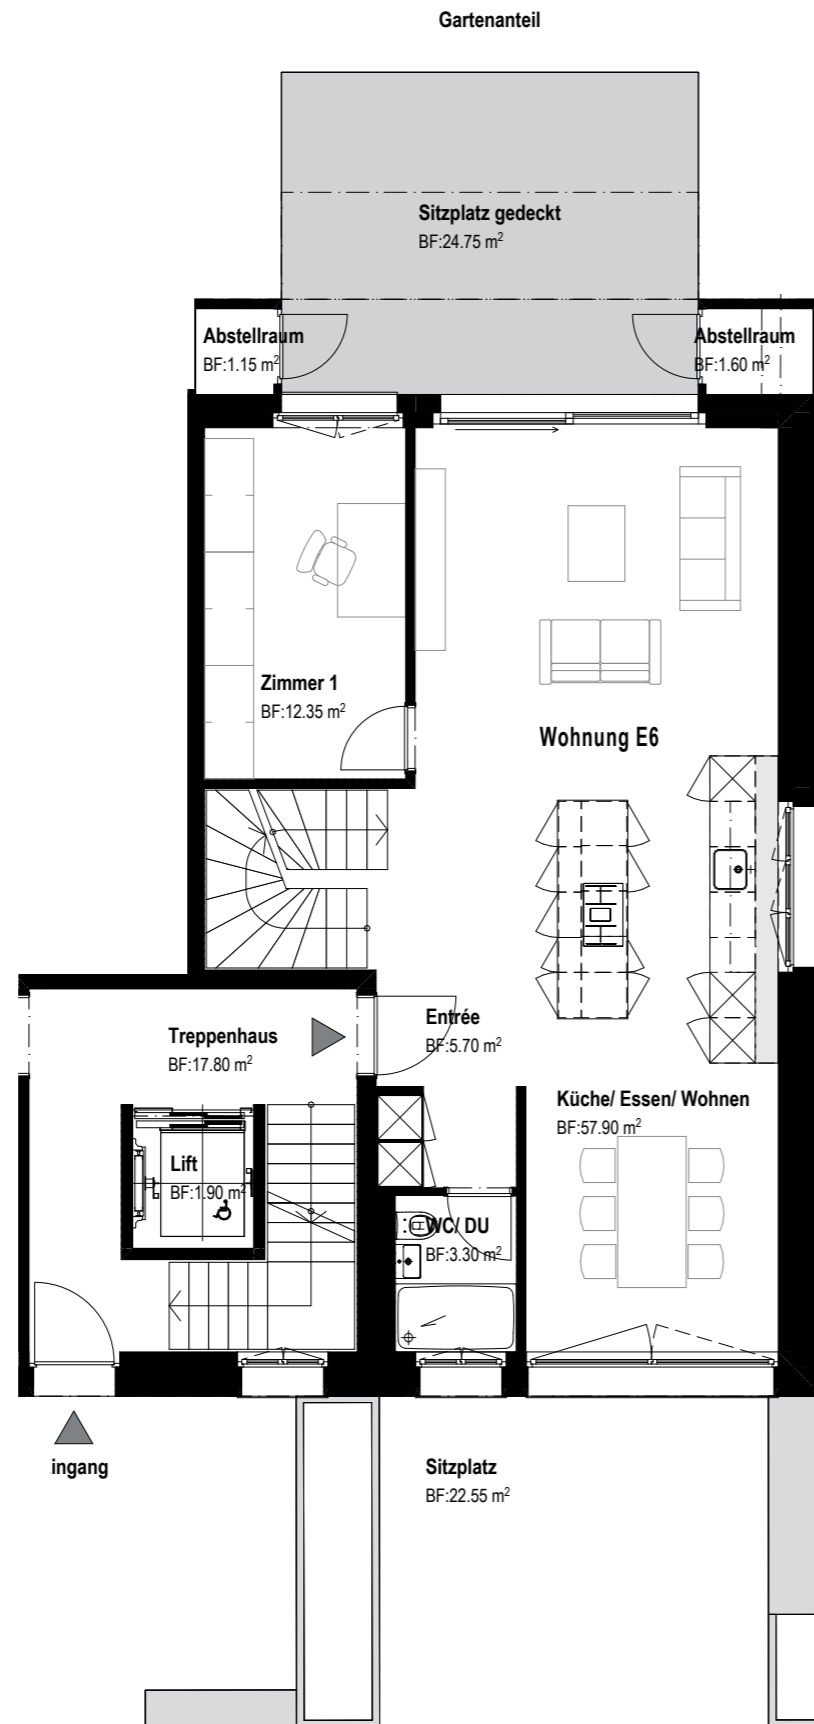 Gartenanteil
Sitzplatz gedeckt
BF:24.75 m²
Abstellraum
BF:1.15 m²
Abstellraum
BF:1.60 m²
Zimmer 1
BF:12.35 m²
Wohnung E6
Entrée
BF:5.70 m²
Treppenhaus
BF:17.80 m²
Küche/ Essen/ Wohnen
BF:57.90 m²
Lift
BF:1.90 m²
WC/ DU
BF:3.30 m²
ingang
Sitzplatz
BF:22.55 m²